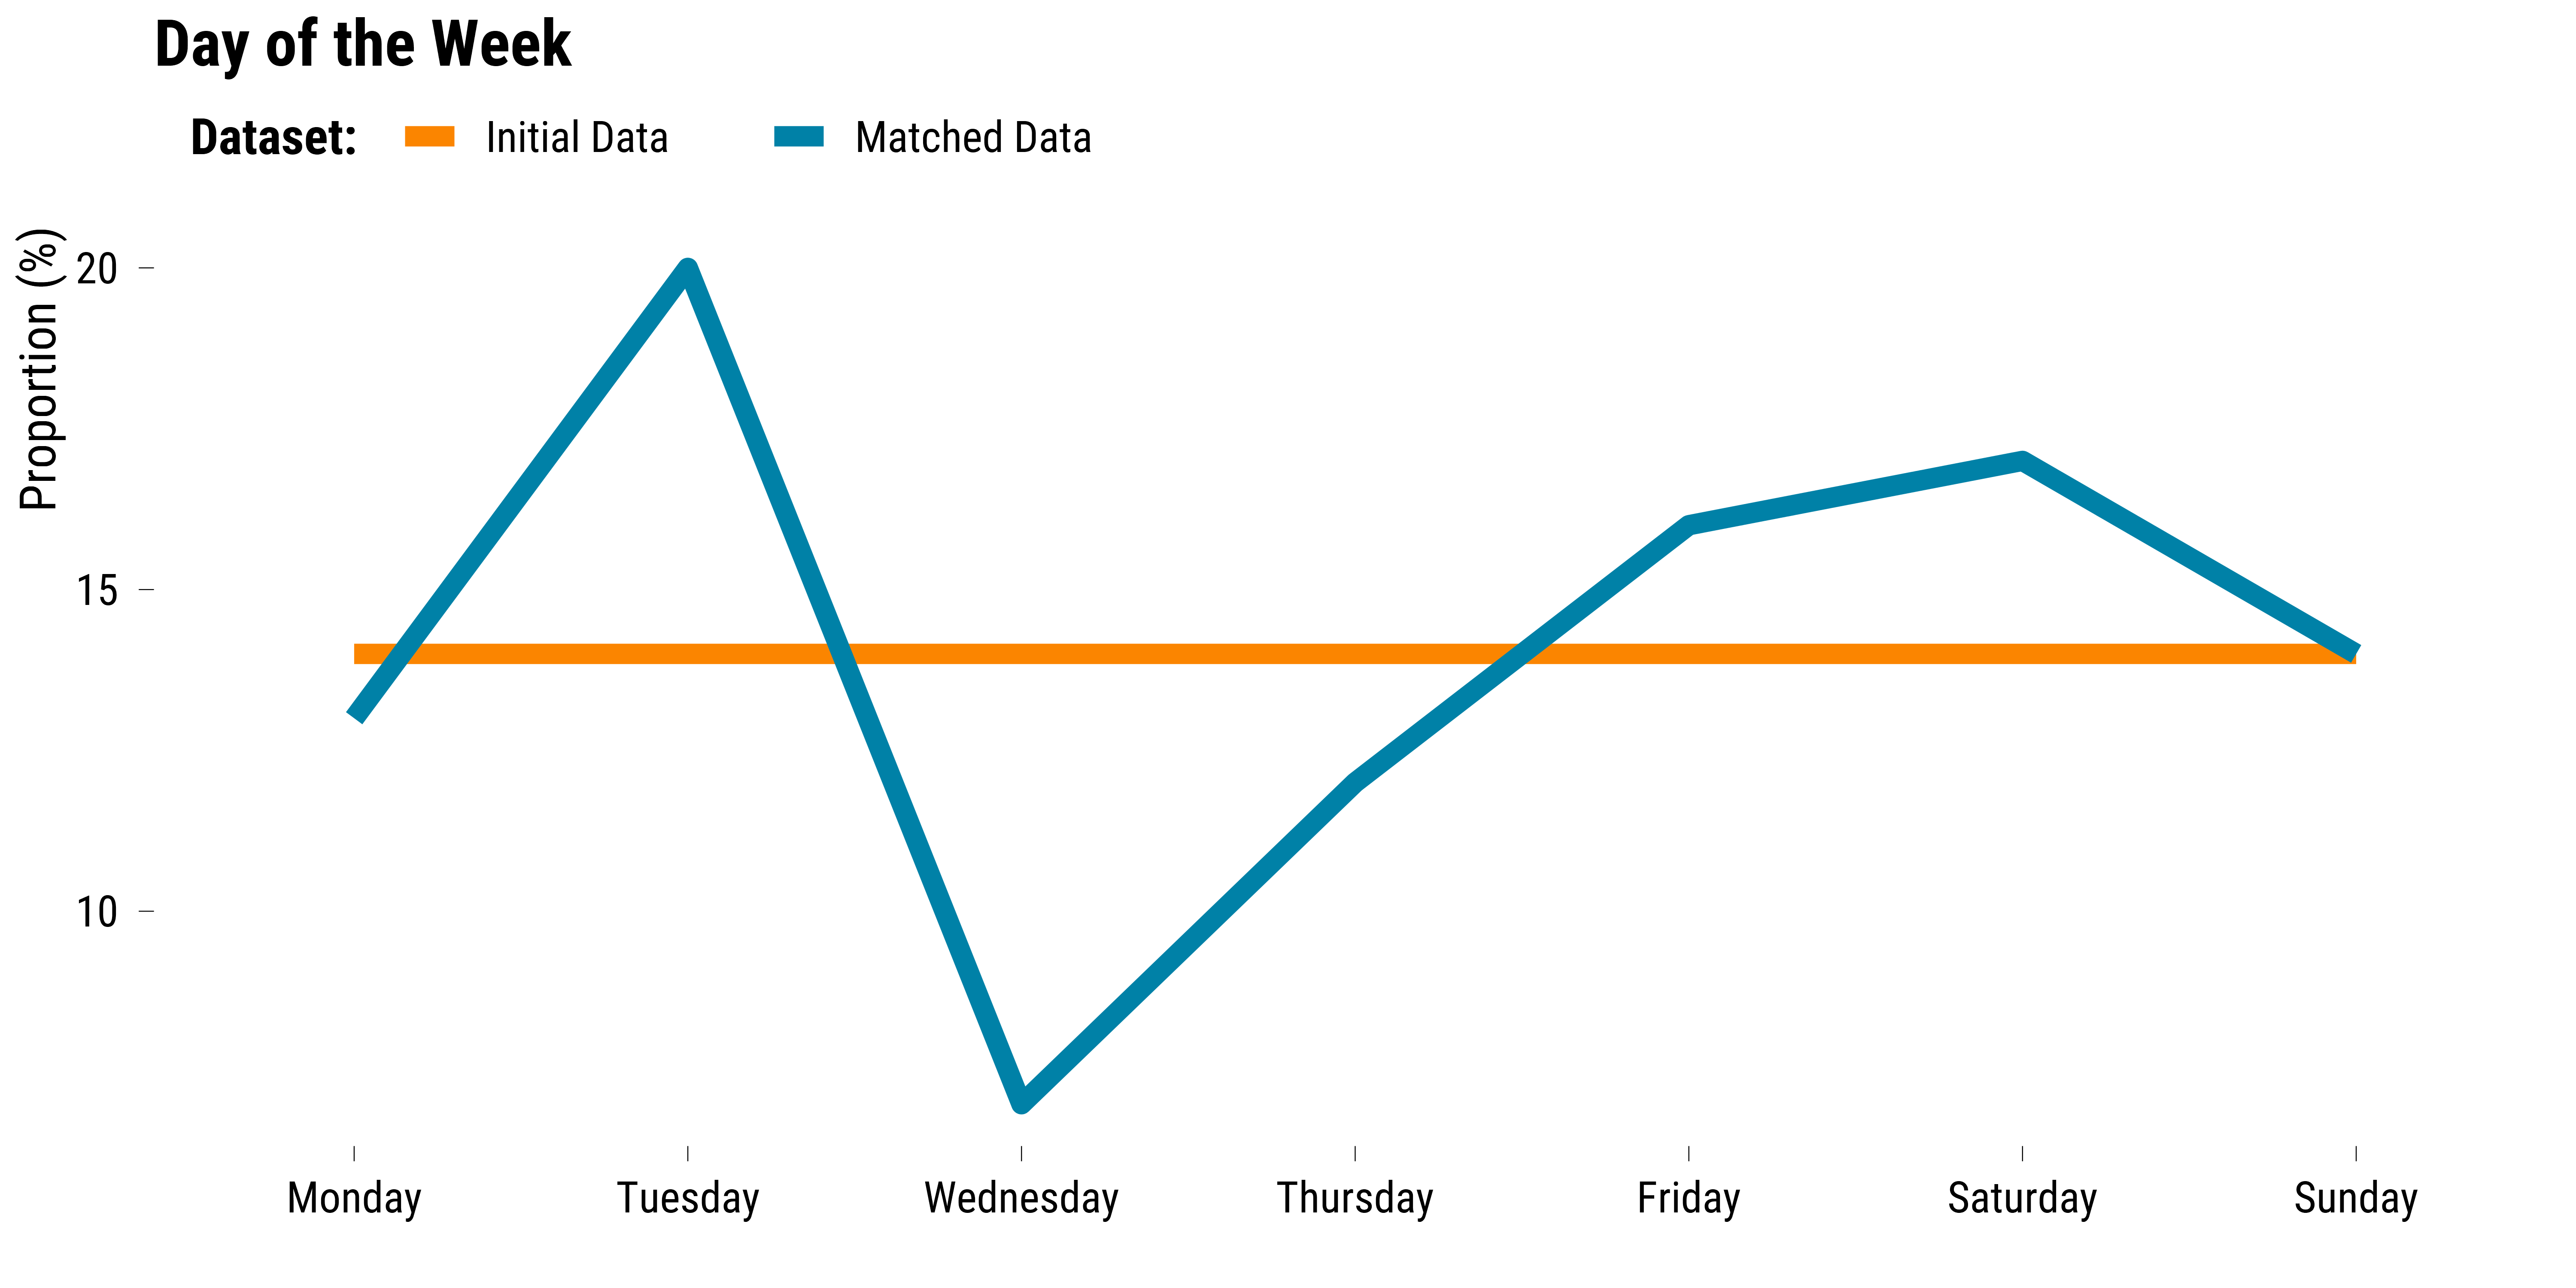 Day of the Week
Dataset: Initial Data Matched Data
Proportion (%)
20
15
10
Monday Tuesday Wednesday Thursday Friday Saturday Sunday